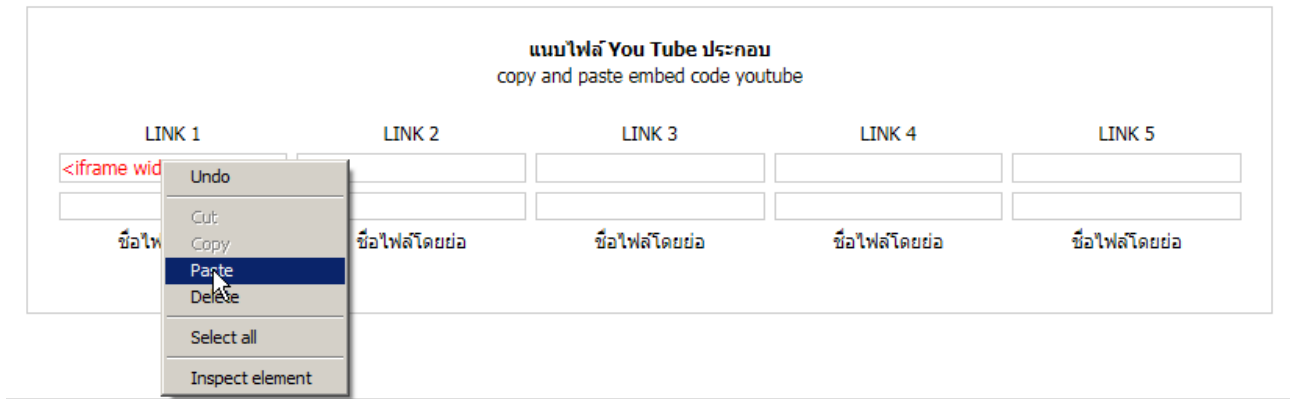 แนบไฟล์ You Tube ประกอบ
copy and paste embed code youtube
LINK 1 LINK 2 LINK 3 LINK 4 LINK 5
<iframe wid
Undo
Cut
ชื่อไฟ ชื่อไฟล์โดยย่อ ชื่อไฟล์โดยย่อ ชื่อไฟล์โดยย่อ ชื่อไฟล์โดยย่อ
Copy
Paste
Delete
Select all
Inspect element